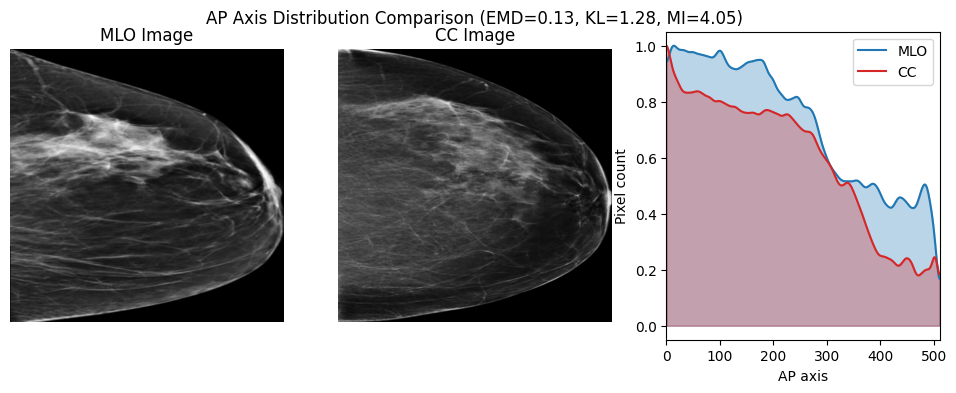 AP Axis Distribution Comparison (EMD=0.13, KL=1.28, MI=4.05)
MLO Image
CC Image
MLO
CC
Pixel count
1.0
0.8
0.6
0.4
0.2
0.0
0 100 200 300 400 500
AP axis